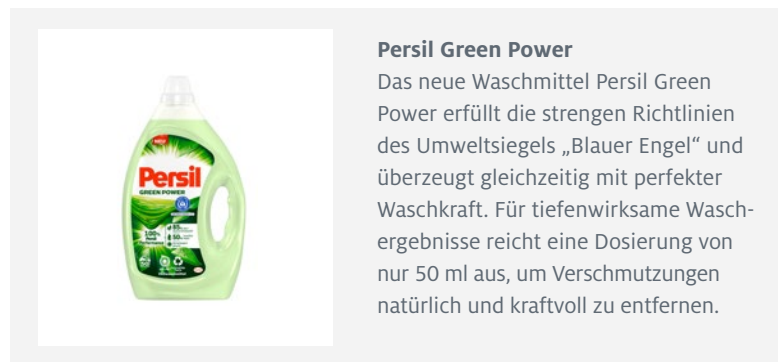 Persil Green Power
Das neue Waschmittel Persil Green
Power erfüllt die strengen Richtlinien
des Umweltsiegels „Blauer Engel“ und
überzeugt gleichzeitig mit perfekter
Waschkraft. Für tiefenwirksame Wasch-
ergebnisse reicht eine Dosierung von
nur 50 ml aus, um Verschmutzungen
natürlich und kraftvoll zu entfernen.
Persil
GREEN POWER
100%